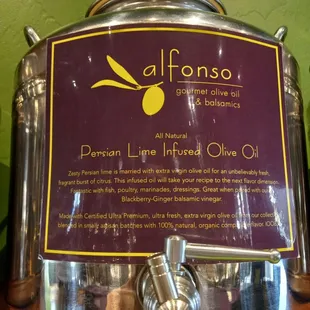 alfonso
gourmet olive oil
& balsamics
All Natural
Persian Lime Infused Olive Oil
Zesty Persian lime is married with extra virgin olive oil for an unbelievably fresh,
fragrant burst of citrus. This infused oil will take your recipe to the next flavor dimension.
Fantastic with fish, poultry, marinades, dressings. Great when paired with our
Blackberry-Ginger balsamic vinegar.
Made with Certified Ultra Premium, ultra fresh, extra virgin olive oil from our collection
blended in small artisan batches with 100% natural, organic compliant flavor.